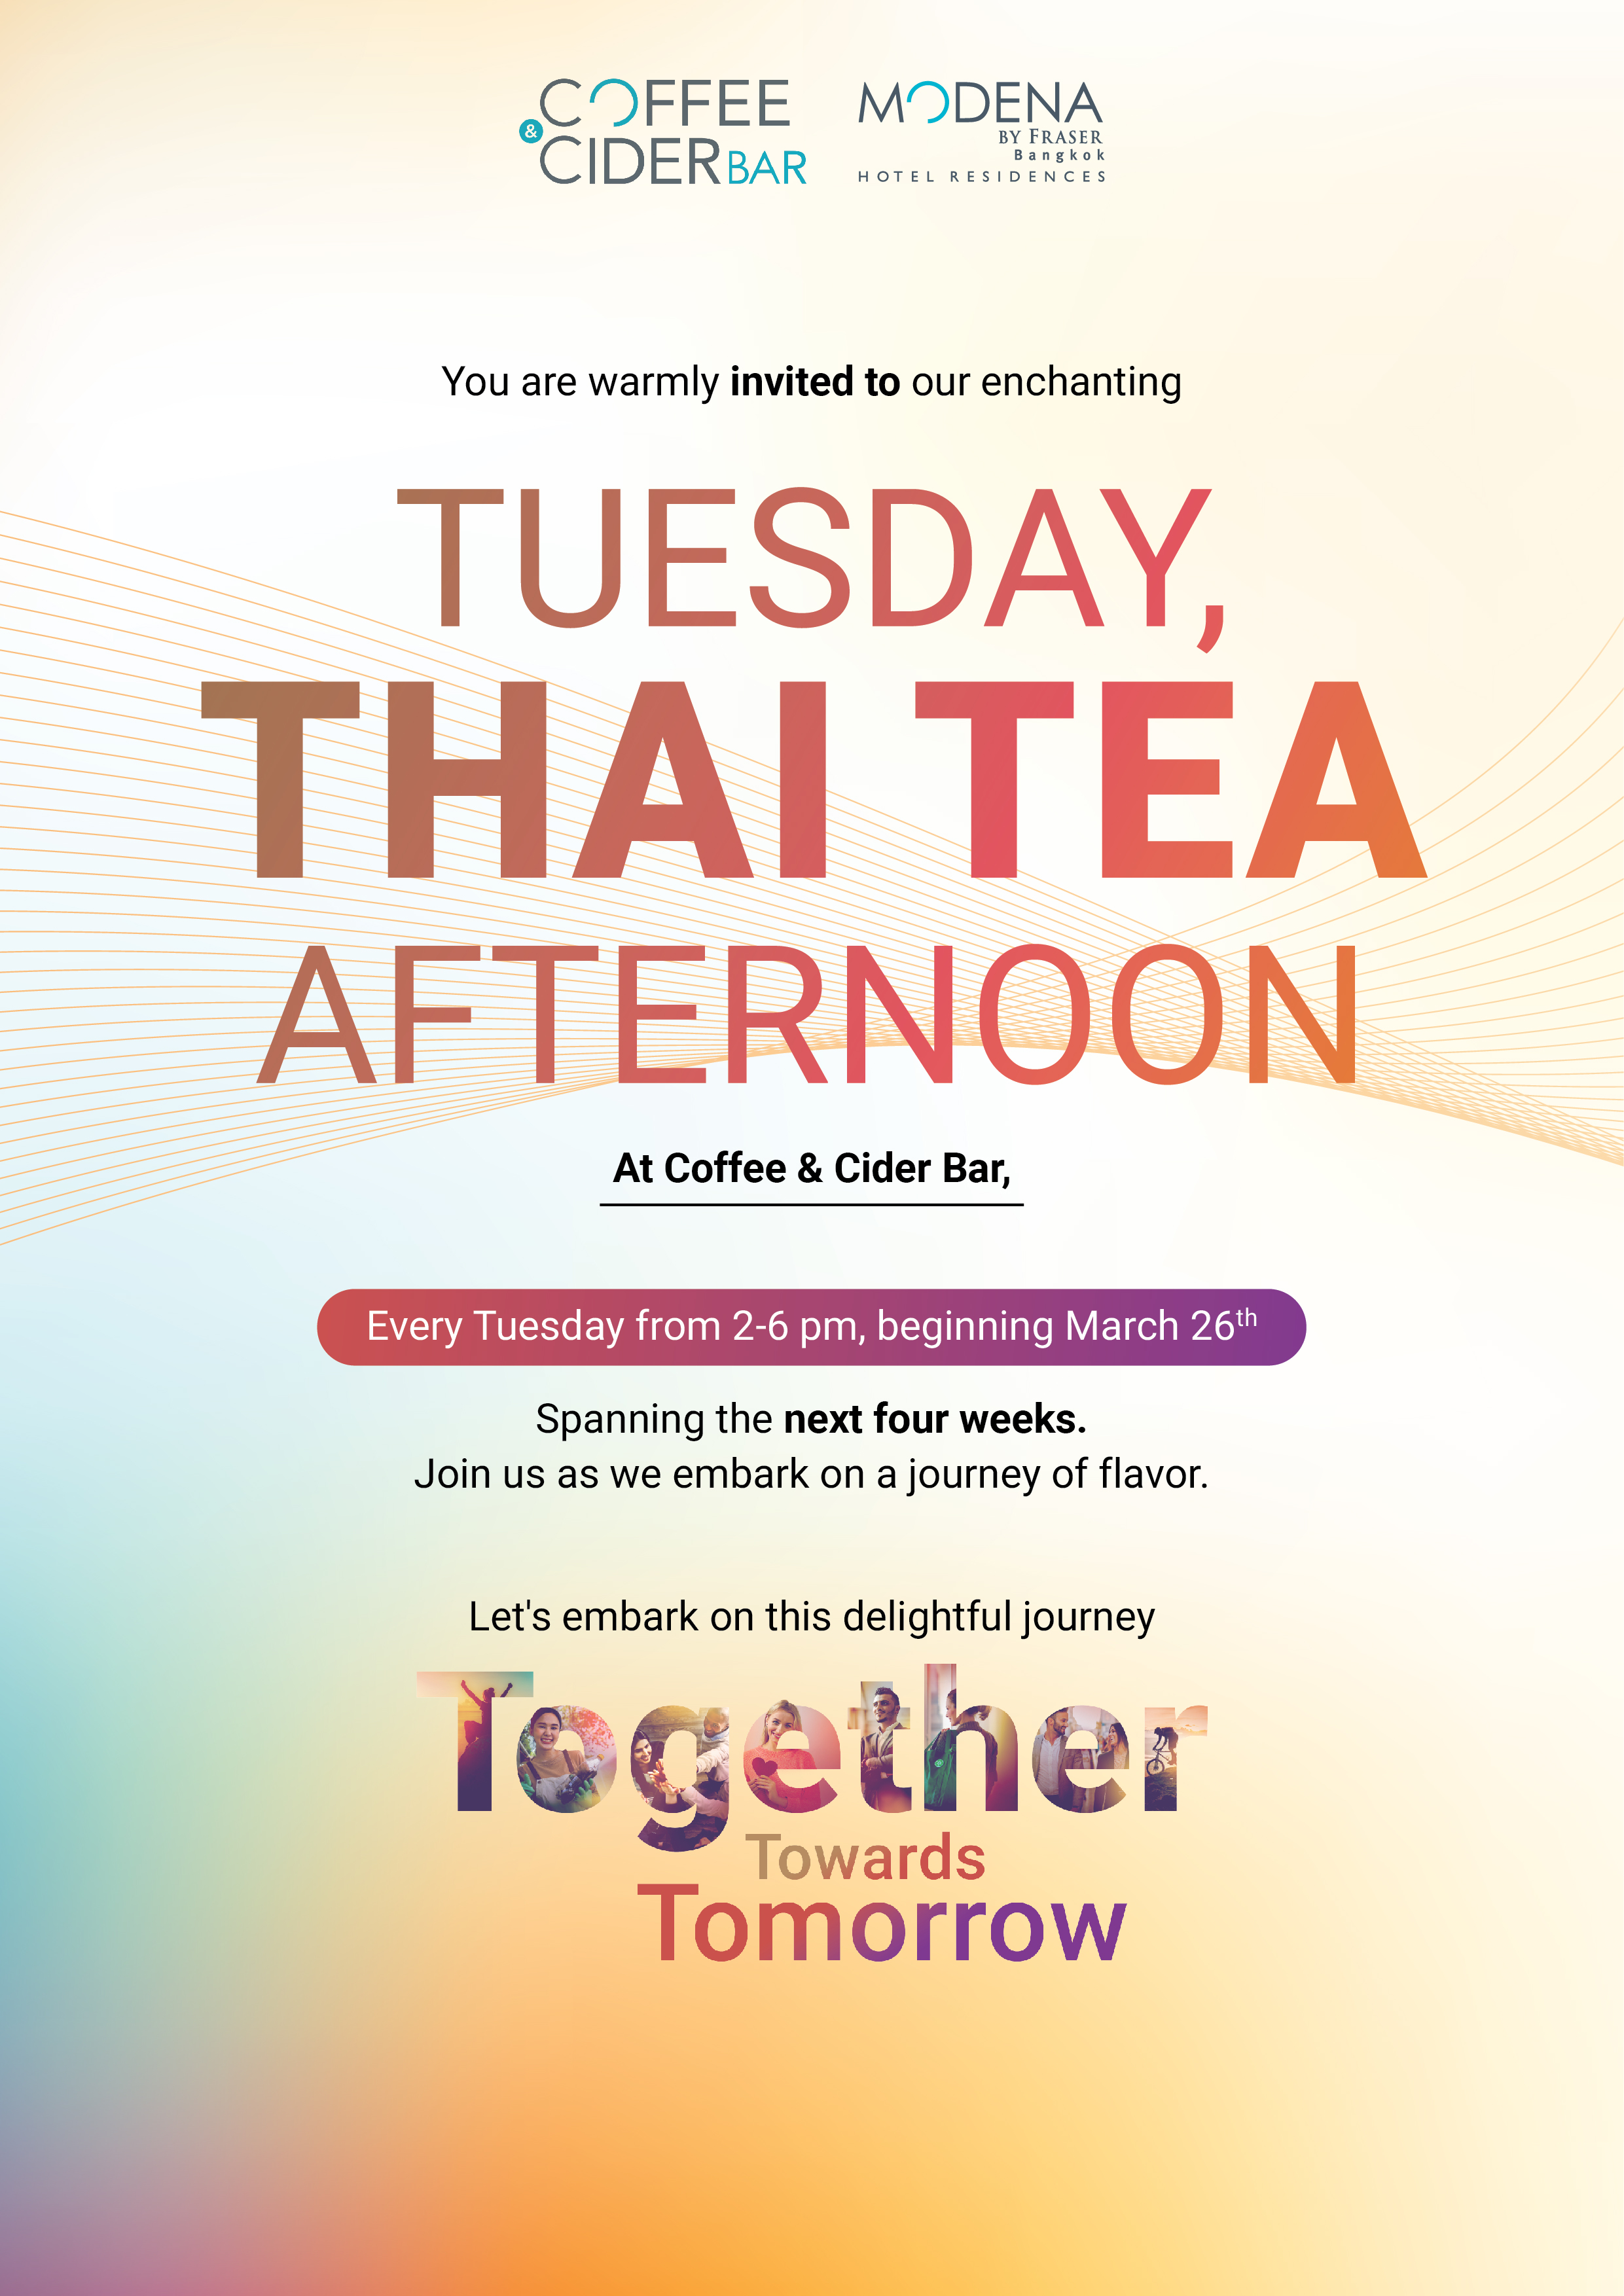 COFFEE
& CIDER BAR
MODENA
BY FRASER
Bangkok
HOTEL RESIDENCES
You are warmly invited to our enchanting
TUESDAY,
THAI TEA
AFTERNOON
At Coffee & Cider Bar,
Every Tuesday from 2-6 pm, beginning March 26th
Spanning the next four weeks.
Join us as we embark on a journey of flavor.
Let's embark on this delightful journey
Together
Towards
Tomorrow